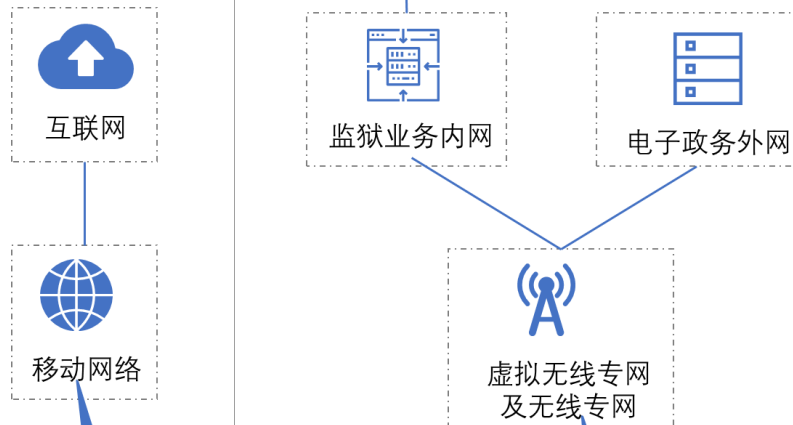 互联网
监狱业务内网
电子政务外网
移动网络
虚拟无线专网
及无线专网